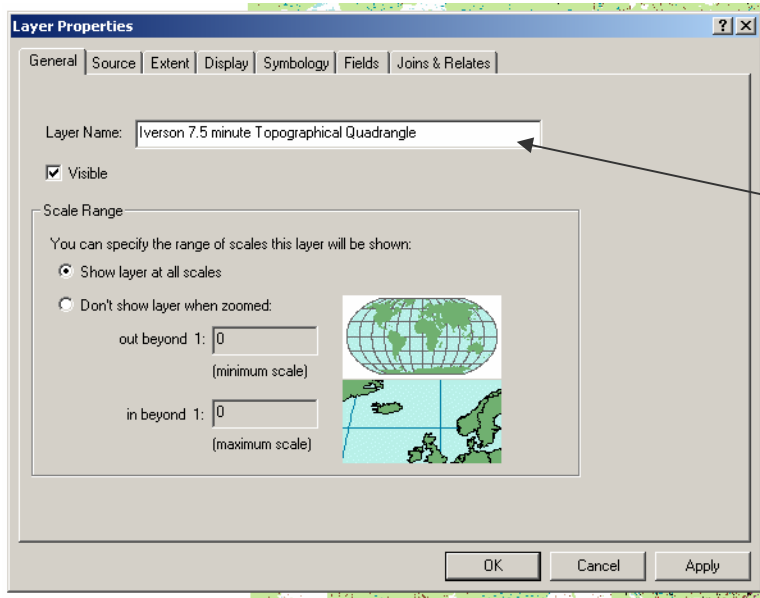 Layer Properties
? X
General Source Extent Display Symbology Fields Joins & Relates
Layer Name: Iverson 7.5 minute Topographical Quadrangle
Visible
Scale Range
You can specify the range of scales this layer will be shown:
Show layer at all scales
Don't show layer when zoomed:
out beyond 1: 0
(minimum scale)
in beyond 1: 0
(maximum scale)
OK Cancel Apply